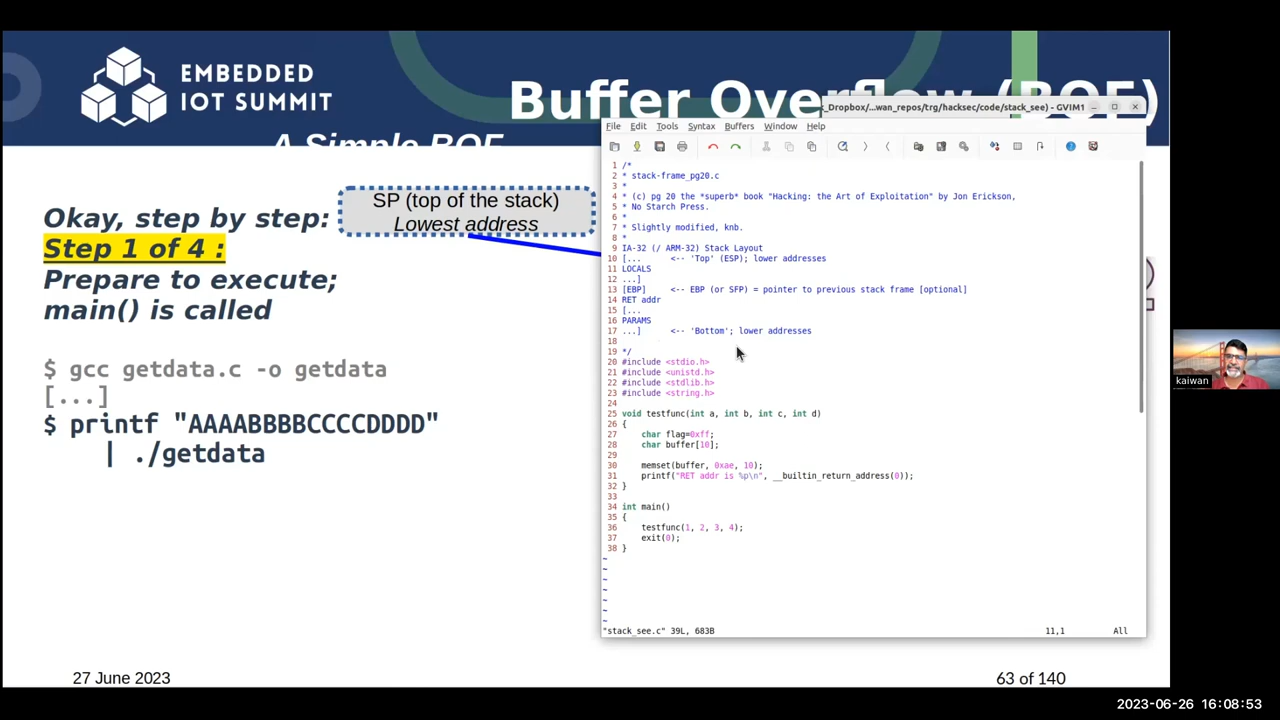 EMBEDDED
IOT SUMMIT
Buffer Overflow (BOF)
A Simple BOF
Okay, step by step:
Step 1 of 4 :
Prepare to execute;
main() is called
$ gcc getdata.c -o getdata
[...]
$ printf "AAAABBBBCCCCDDDD"
| ./getdata
SP (top of the stack)
Lowest address
_Dropbox/...wan_repos/trg/hacksec/code/stack_see) - GVIM1
File Edit Tools Syntax Buffers Window Help
1 /*
2 * stack-frame_pg20.c
3 *
4 * (c) pg 20 the *superb* book "Hacking: the Art of Exploitation" by Jon Erickson,
5 * No Starch Press.
6 *
7 * Slightly modified, knb.
8 *
9 IA-32 (/ ARM-32) Stack Layout
10 [... <-- 'Top' (ESP); lower addresses
11 LOCALS
12 ...]
13 [EBP] <-- EBP (or SFP) = pointer to previous stack frame [optional]
14 RET addr
15 [...
16 PARAMS
17 ...] <-- 'Bottom'; lower addresses
18
19 */
20 #include <stdio.h>
21 #include <unistd.h>
22 #include <stdlib.h>
23 #include <string.h>
24
25 void testfunc(int a, int b, int c, int d)
26 {
27 char flag=0xff;
28 char buffer[10];
29
30 memset(buffer, 0xae, 10);
31 printf("RET addr is %p\n", __builtin_return_address(0));
32 }
33
34 int main()
35 {
36 testfunc(1, 2, 3, 4);
37 exit(0);
38 }
~
~
~
~
~
~
~
"stack_see.c" 39L, 683B 11,1 All
kaiwan
27 June 2023
63 of 140
2023-06-26 16:08:53